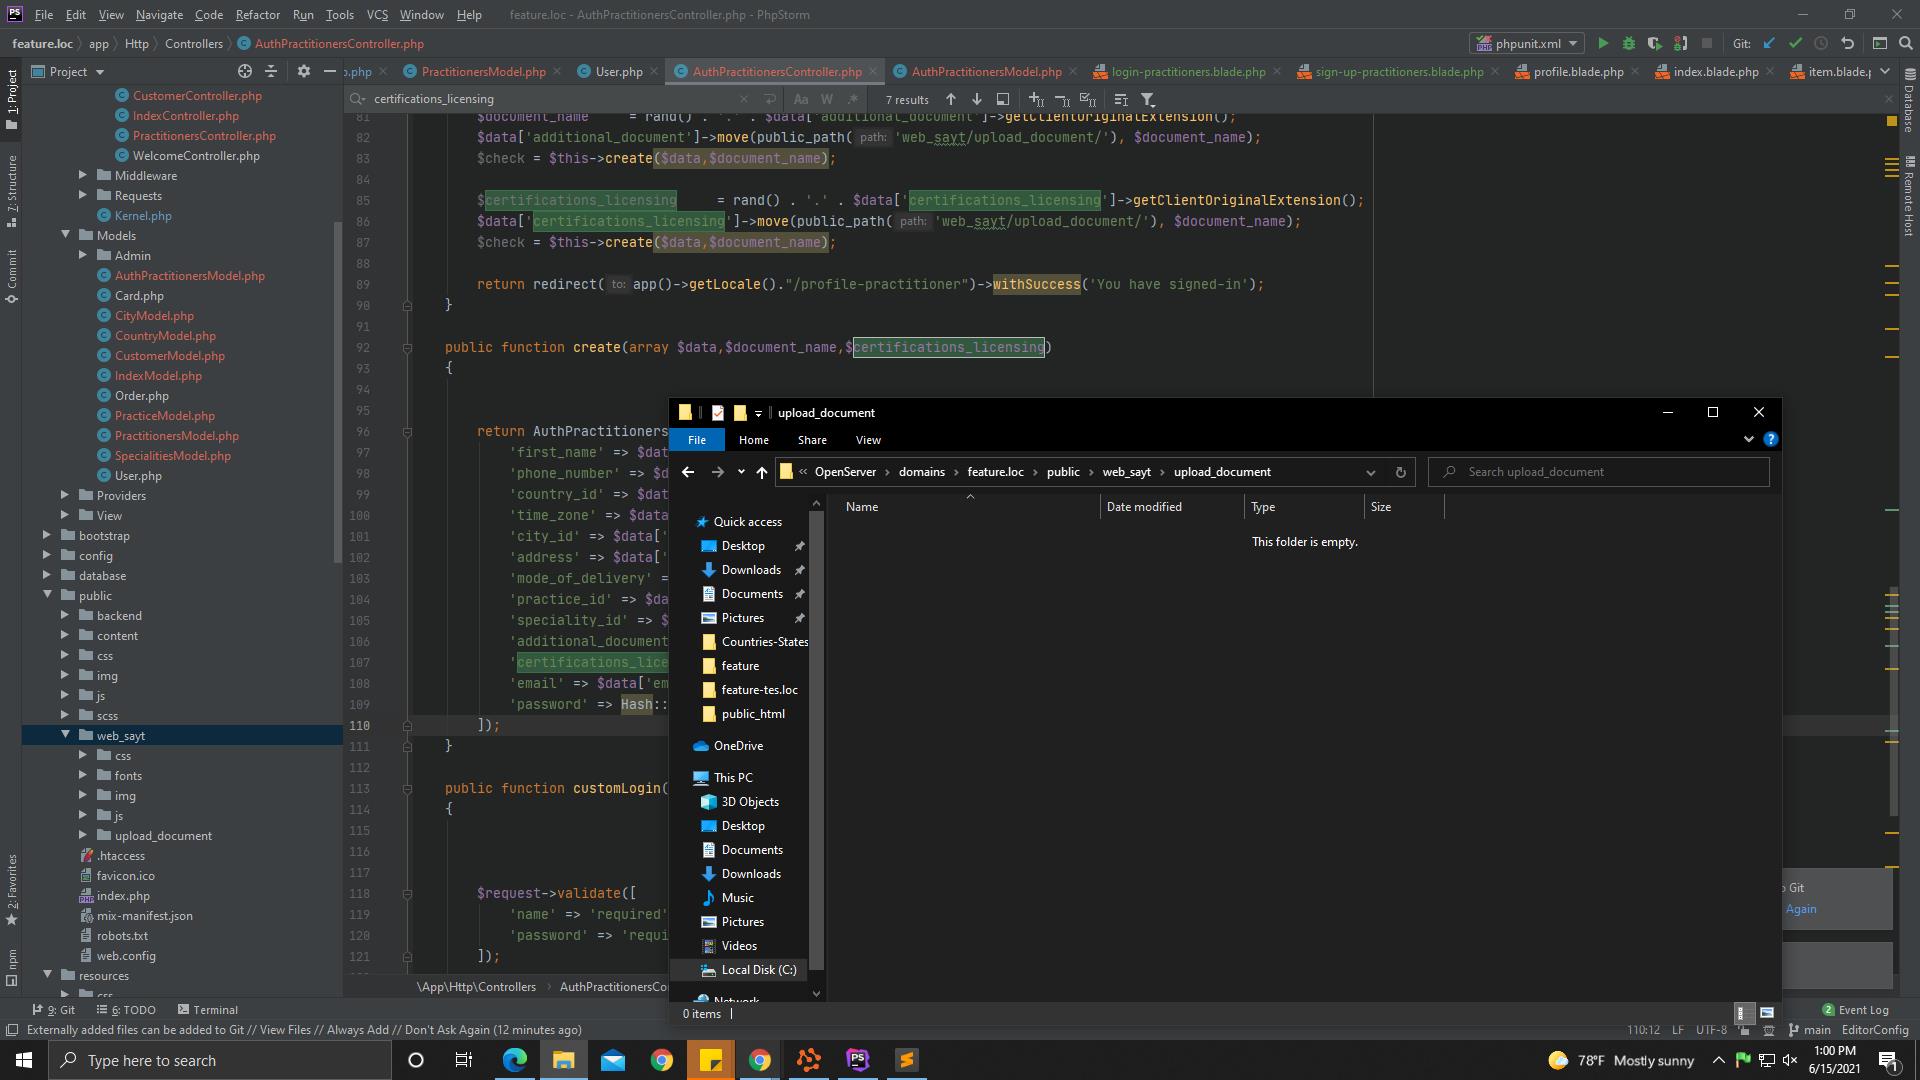 File Edit View Navigate Code Refactor Run Tools VCS Window Help feature.loc - AuthPractitionersController.php - PhpStorm
feature.loc app Http Controllers AuthPractitionersController.php phpunit.xml Git:
Project b.php PractitionersModel.php User.php AuthPractitionersController.php AuthPractitionersModel.php login-practitioners.blade.php sign-up-practitioners.blade.php profile.blade.php index.blade.php item.blade.p
certifications_licensing Aa W .* 7 results
1: Project
7: Structure
Commit
2: Favorites
npm
Database
Remote Host
CustomerController.php
IndexController.php
PractitionersController.php
WelcomeController.php
Middleware
Requests
Kernel.php
Models
Admin
AuthPractitionersModel.php
Card.php
CityModel.php
CountryModel.php
CustomerModel.php
IndexModel.php
Order.php
PracticeModel.php
PractitionersModel.php
SpecialitiesModel.php
User.php
Providers
View
bootstrap
config
database
public
backend
content
css
img
js
scss
web_sayt
css
fonts
img
js
upload_document
.htaccess
favicon.ico
index.php
mix-manifest.json
robots.txt
web.config
resources
css
81 $document_name = rand() . '.' . $data['additional_document']->getClientOriginalExtension();
82 $data['additional_document']->move(public_path( path: 'web_sayt/upload_document/'), $document_name);
83 $check = $this->create($data,$document_name);
84
85 $certifications_licensing = rand() . '.' . $data['certifications_licensing']->getClientOriginalExtension();
86 $data['certifications_licensing']->move(public_path( path: 'web_sayt/upload_document/'), $document_name);
87 $check = $this->create($data,$document_name);
88
89 return redirect( to: app()->getLocale()."/profile-practitioner")->withSuccess('You have signed-in');
90 }
91
92 public function create(array $data,$document_name,$certifications_licensing)
93 {
94
95
96 return AuthPractitioners
97 'first_name' => $dat
98 'phone_number' => $d
99 'country_id' => $dat
100 'time_zone' => $data
101 'city_id' => $data['
102 'address' => $data['
103 'mode_of_delivery' =
104 'practice_id' => $da
105 'speciality_id' => $
106 'additional_document
107 'certifications_lice
108 'email' => $data['em
109 'password' => Hash::
110 ]);
111 }
112
113 public function customLogin(
114 {
115
116
117
118 $request->validate([
119 'name' => 'required'
120 'password' => 'requi
121 ]);
\App\Http\Controllers AuthPractitionersCo
upload_document
File Home Share View
« OpenServer domains feature.loc public web_sayt upload_document Search upload_document
Name Date modified Type Size
This folder is empty.
Quick access
Desktop
Downloads
Documents
Pictures
Countries-States
feature
feature-tes.loc
public_html
OneDrive
This PC
3D Objects
Desktop
Documents
Downloads
Music
Pictures
Videos
Local Disk (C:)
Network
0 items
o Git
Again
9: Git 6: TODO Terminal 2 Event Log
Externally added files can be added to Git // View Files // Always Add // Don't Ask Again (12 minutes ago) 110:12 LF UTF-8 main EditorConfig
Type here to search 78°F Mostly sunny 1:00 PM
6/15/2021 1